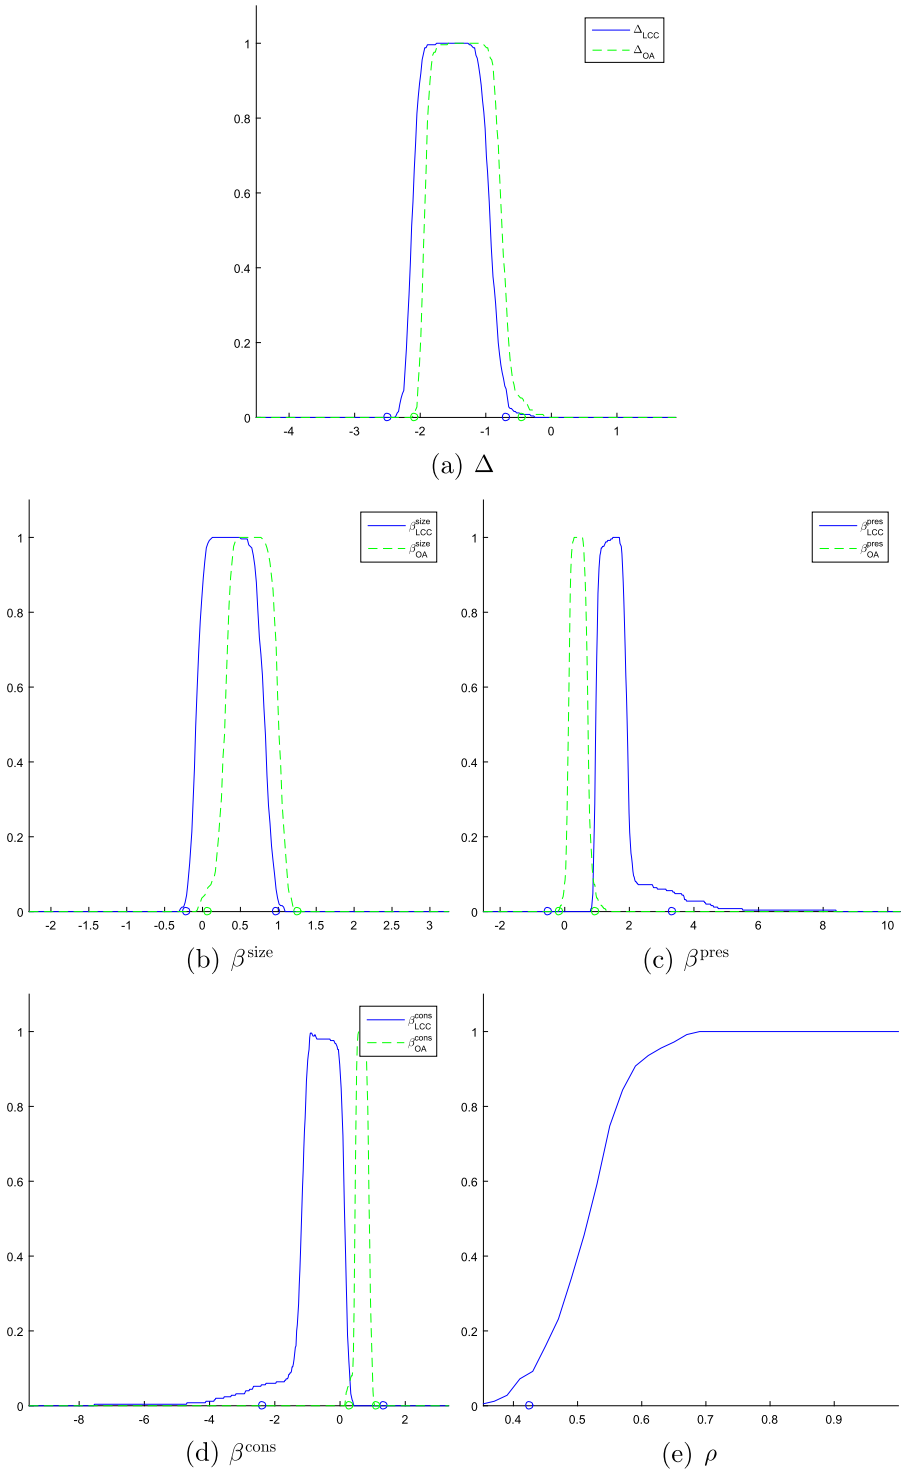 Δ_LCC
Δ_OA
1
0.8
0.6
0.4
0.2
0
-4 -3 -2 -1 0 1
(a) Δ
β^size_LCC
β^size_OA
1
0.8
0.6
0.4
0.2
0
-2 -1.5 -1 -0.5 0 0.5 1 1.5 2 2.5 3
(b) β^size
β^pres_LCC
β^pres_OA
1
0.8
0.6
0.4
0.2
0
-2 0 2 4 6 8 10
(c) β^pres
β^cons_LCC
β^cons_OA
1
0.8
0.6
0.4
0.2
0
-8 -6 -4 -2 0 2
(d) β^cons
1
0.8
0.6
0.4
0.2
0
0.4 0.5 0.6 0.7 0.8 0.9
(e) ρ